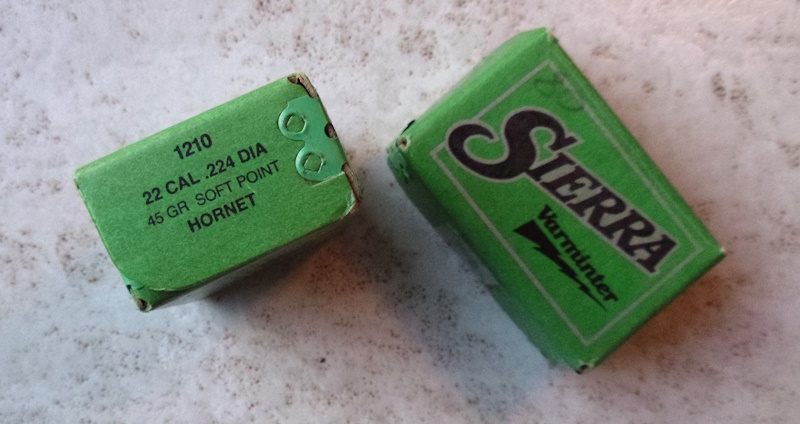 1210
22 CAL .224 DIA
45 GR SOFT POINT
HORNET
SIERRA
Varminter